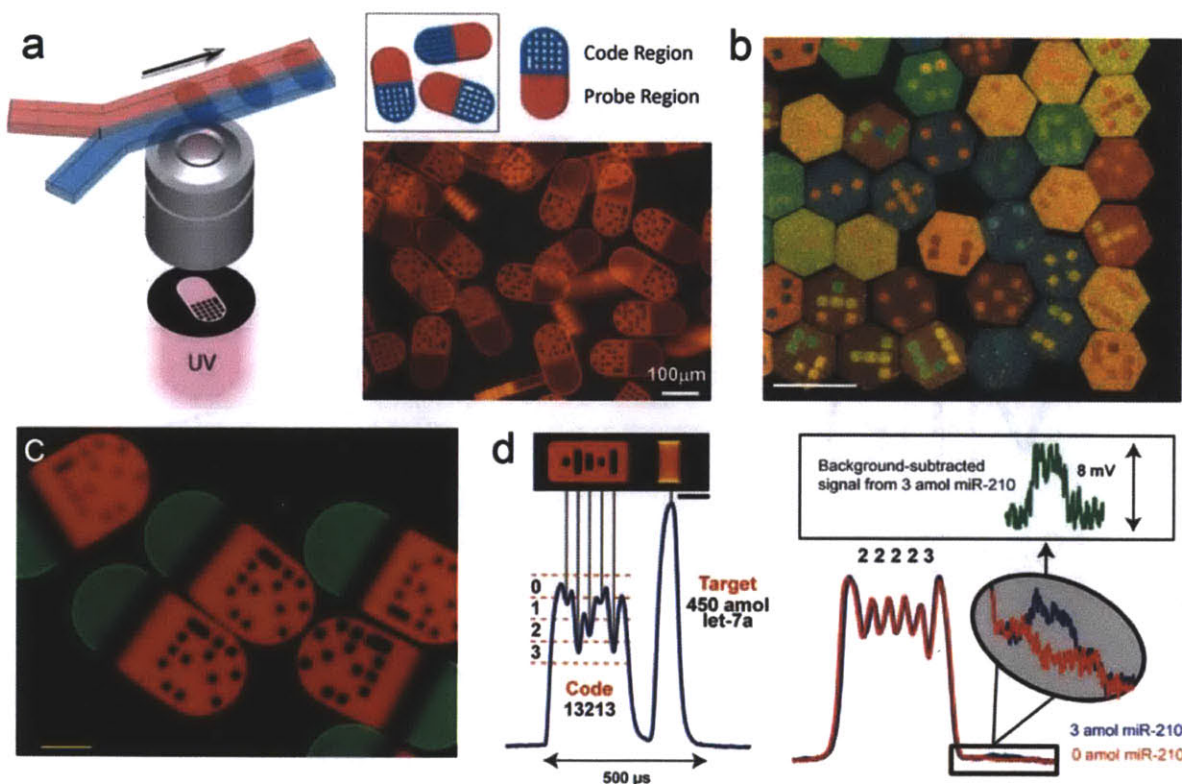 a
Code Region
Probe Region
UV
100μm
b
c
d
0
1
2
3
Code
13213
Target
450 amol
let-7a
500 μs
Background-subtracted
signal from 3 amol miR-210
8 mV
2 2 2 2 3
3 amol miR-210
0 amol miR-210